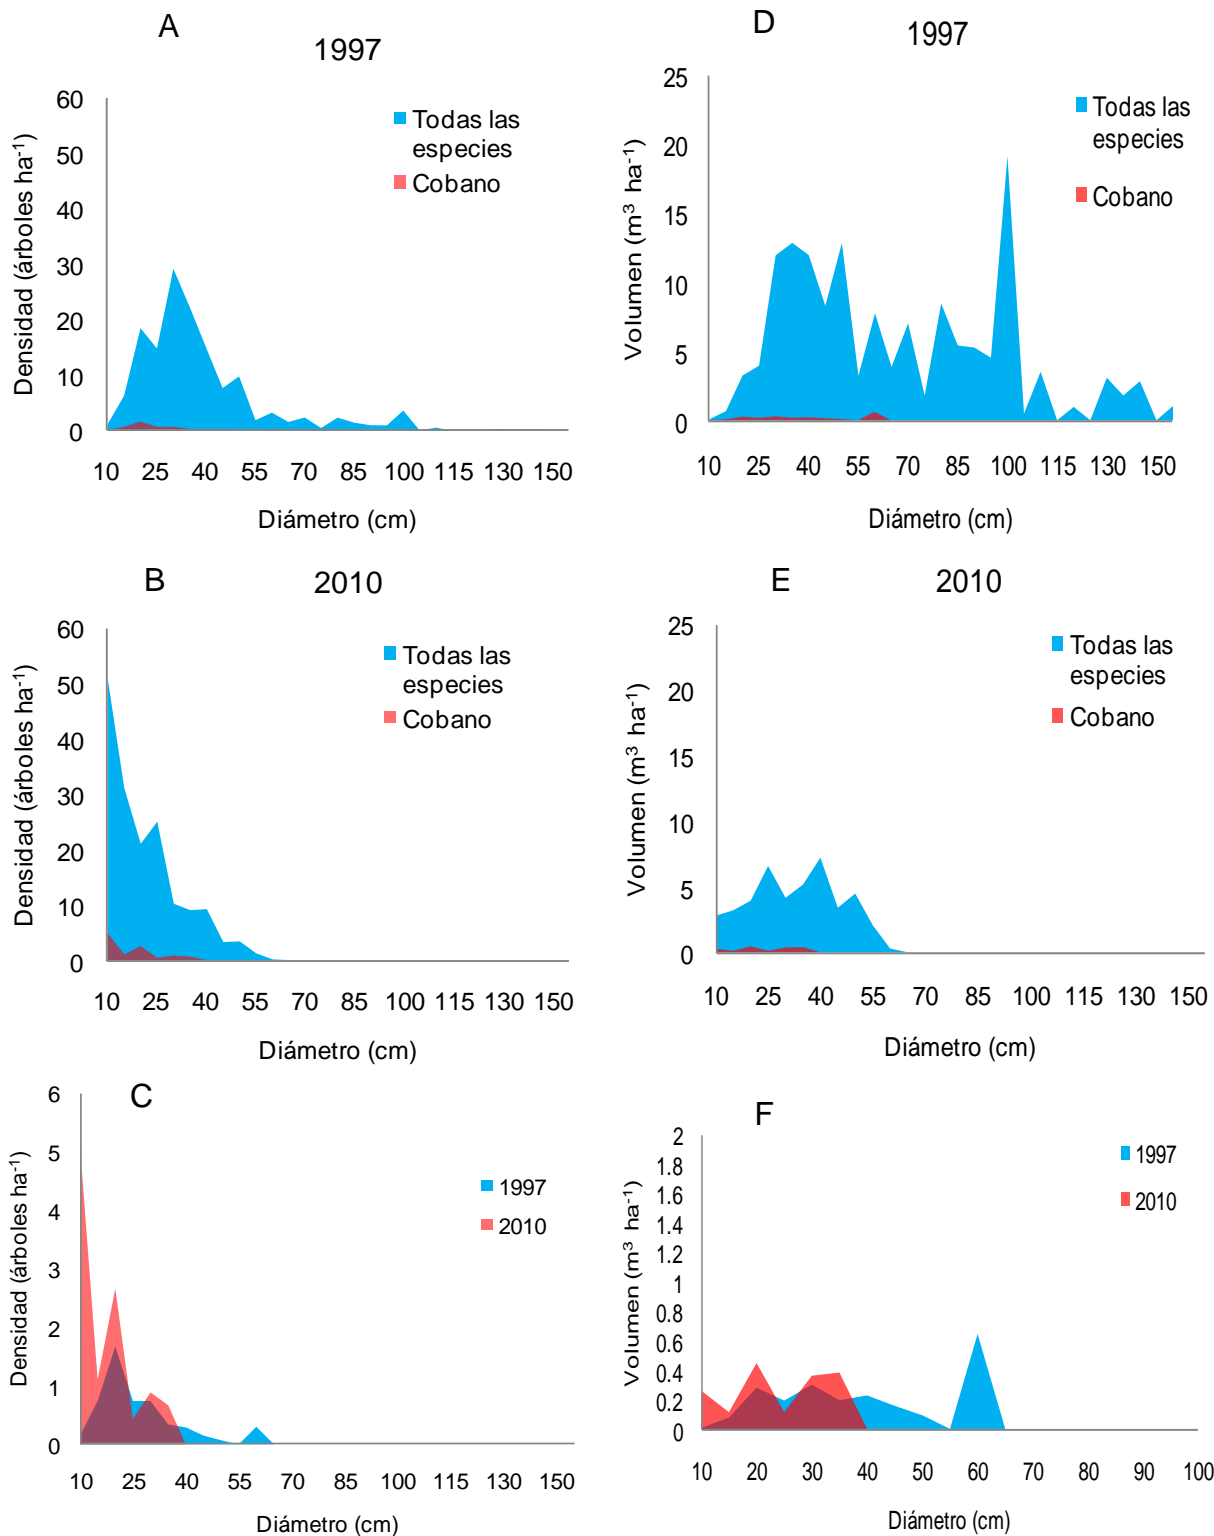 A
1997
60
50
40
30
20
10
0
Densidad (árboles ha-1)
Todas las
especies
Cobano
10 25 40 55 70 85 100 115 130 150
Diámetro (cm)
D
1997
25
20
15
10
5
0
Volumen (m3 ha-1)
Todas las
especies
Cobano
10 25 40 55 70 85 100 115 130 150
Diámetro (cm)
B
2010
60
50
40
30
20
10
0
Densidad (árboles ha-1)
Todas las
especies
Cobano
10 25 40 55 70 85 100 115 130 150
Diámetro (cm)
E
2010
25
20
15
10
5
0
Volumen (m3 ha-1)
Todas las
especies
Cobano
10 25 40 55 70 85 100 115 130 150
Diámetro (cm)
C
6
5
4
3
2
1
0
Densidad (árboles ha-1)
1997
2010
10 25 40 55 70 85 100 115 130 150
Diámetro (cm)
F
2
1.8
1.6
1.4
1.2
1
0.8
0.6
0.4
0.2
0
Volumen (m3 ha-1)
1997
2010
10 20 30 40 50 60 70 80 90 100
Diámetro (cm)